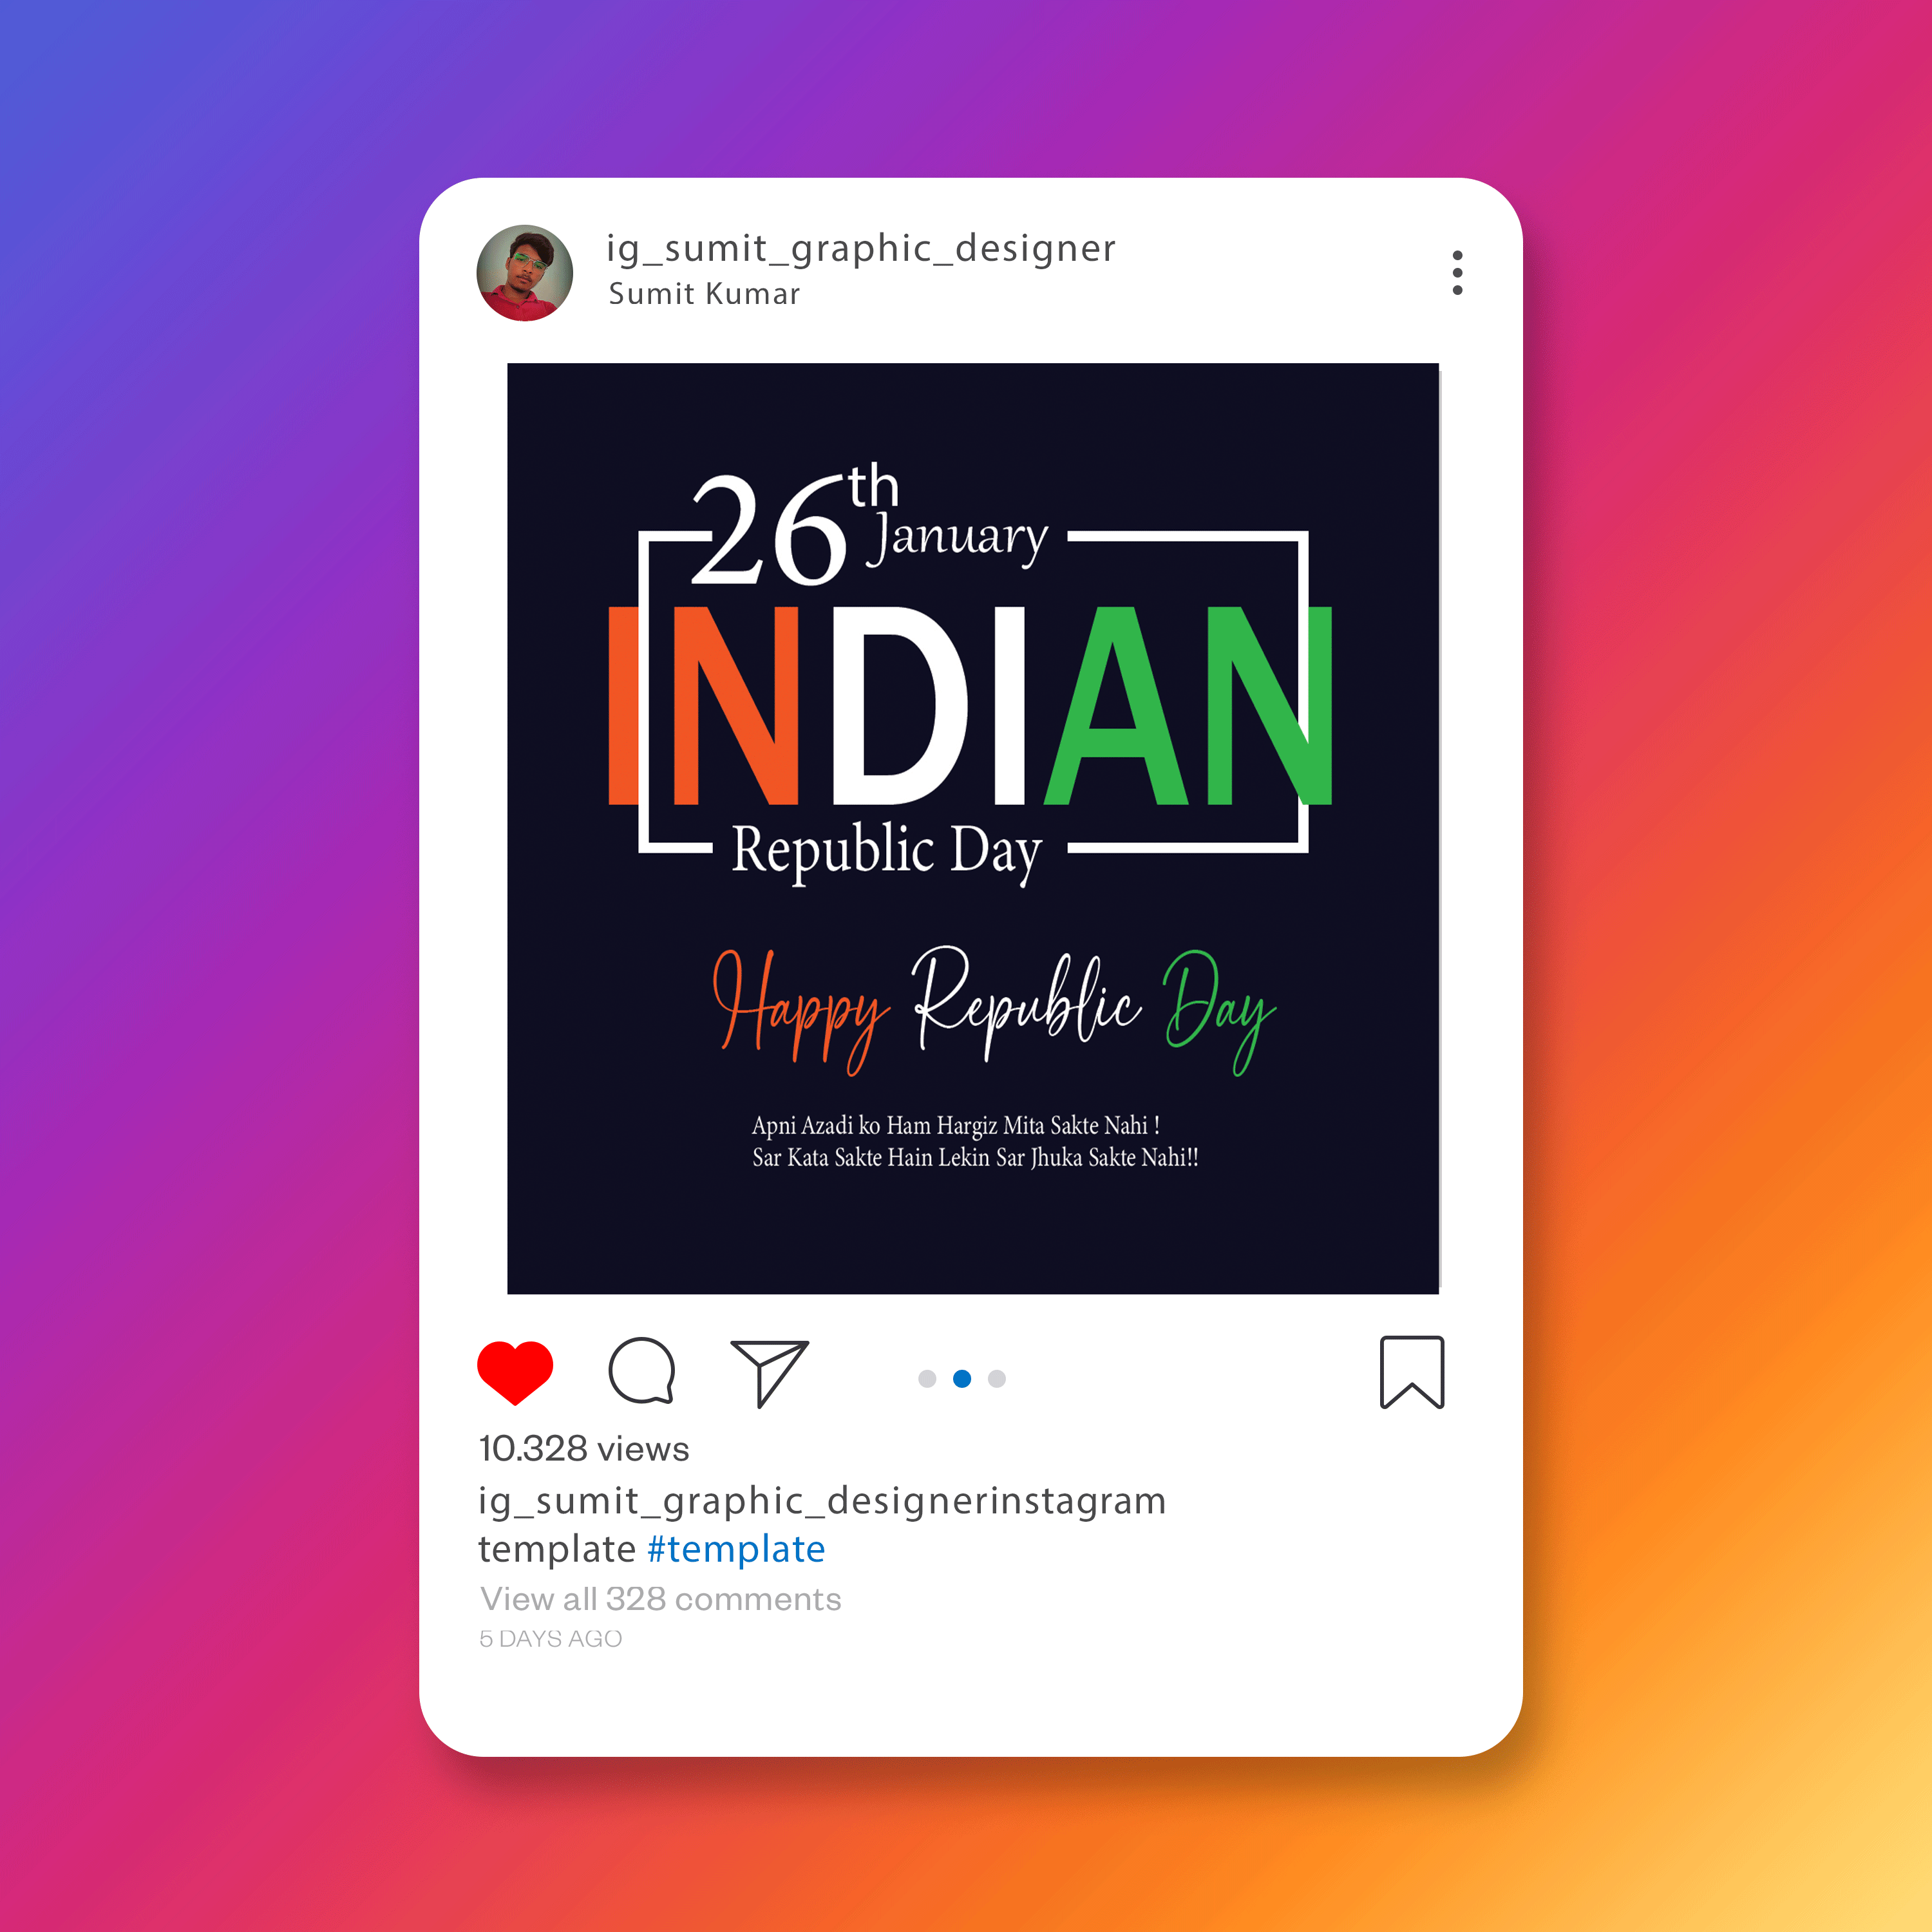 ig_sumit_graphic_designer
Sumit Kumar
26th January
INDIAN
Republic Day
Happy Republic Day
Apni Azadi ko Ham Hargiz Mita Sakte Nahi !
Sar Kata Sakte Hain Lekin Sar Jhuka Sakte Nahi!!
10.328 views
ig_sumit_graphic_designerinstagram
template #template
View all 328 comments
5 DAYS AGO